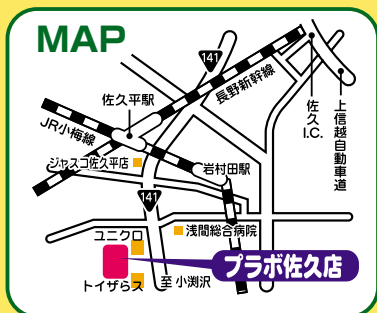 MAP
141
長野新幹線
佐久平駅
佐久I.C.
上信越自動車道
JR小梅線
ジャスコ佐久平店
岩村田駅
141
浅間総合病院
ユニクロ
プラボ佐久店
トイザらス
至 小渕沢